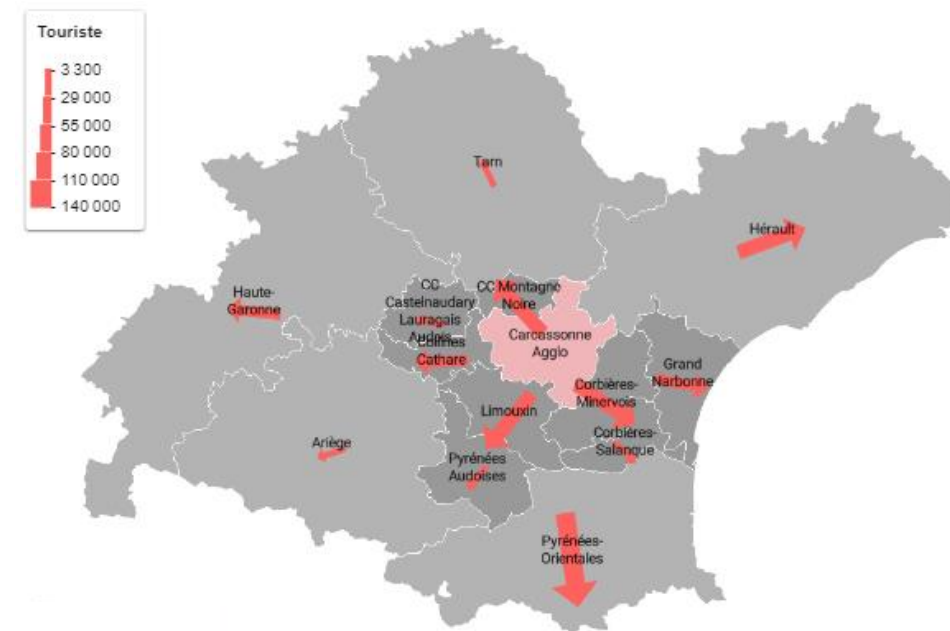 Touriste
3 300
29 000
55 000
80 000
110 000
140 000
Tarn
Hérault
Haute-
Garonne
CC
Castelnaudary
Lauragais
Audois
Collines
Cathare
CC Montagne
Noire
Carcassonne
Agglo
Grand
Narbonne
Corbières-
Minervois
Limouxin
Corbières-
Salanque
Ariège
Pyrénées
Audoises
Pyrénées-
Orientales